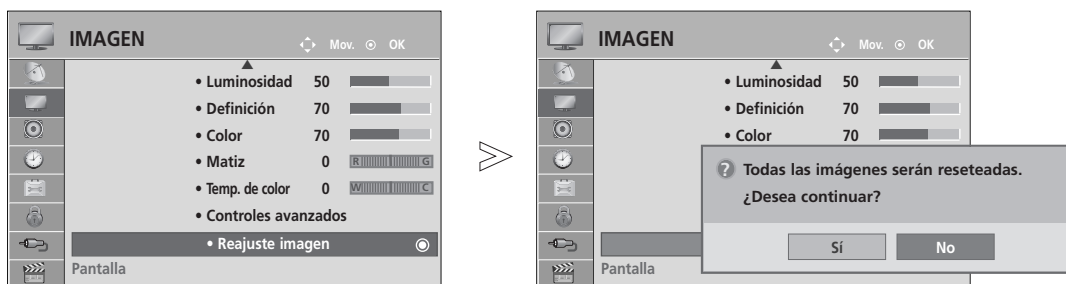 IMAGEN Mov. OK
• Luminosidad 50
• Definición 70
• Color 70
• Matiz 0 R G
• Temp. de color 0 W C
• Controles avanzados
• Reajuste imagen
Pantalla
>
IMAGEN Mov. OK
• Luminosidad 50
• Definición 70
• Color 70
? Todas las imágenes serán reseteadas.
¿Desea continuar?
Sí No
Pantalla